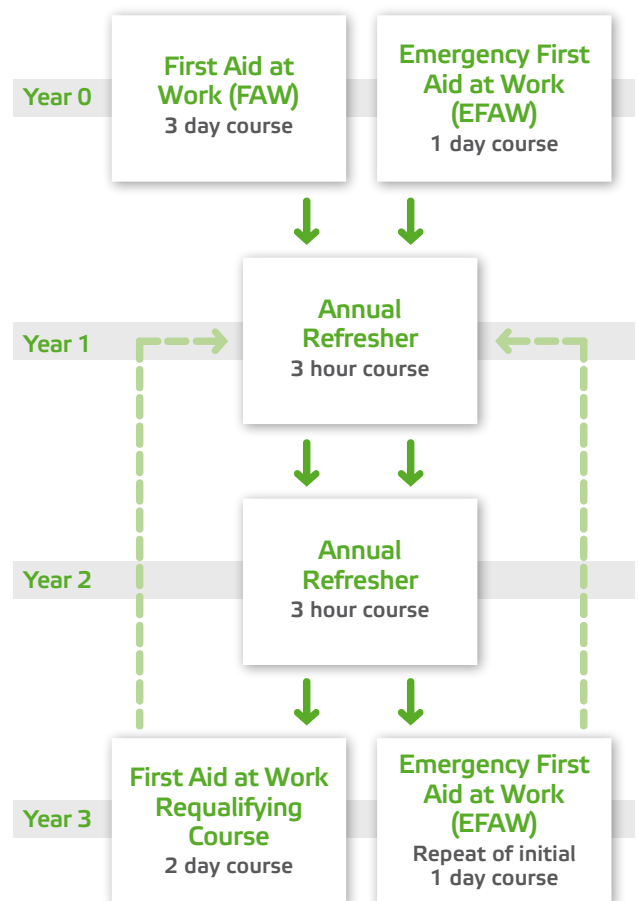 Year 0
First Aid at
Work (FAW)
3 day course
Emergency First
Aid at Work
(EFAW)
1 day course
Year 1
Annual
Refresher
3 hour course
Year 2
Annual
Refresher
3 hour course
Year 3
First Aid at Work
Requalifying
Course
2 day course
Emergency First
Aid at Work
(EFAW)
Repeat of initial
1 day course